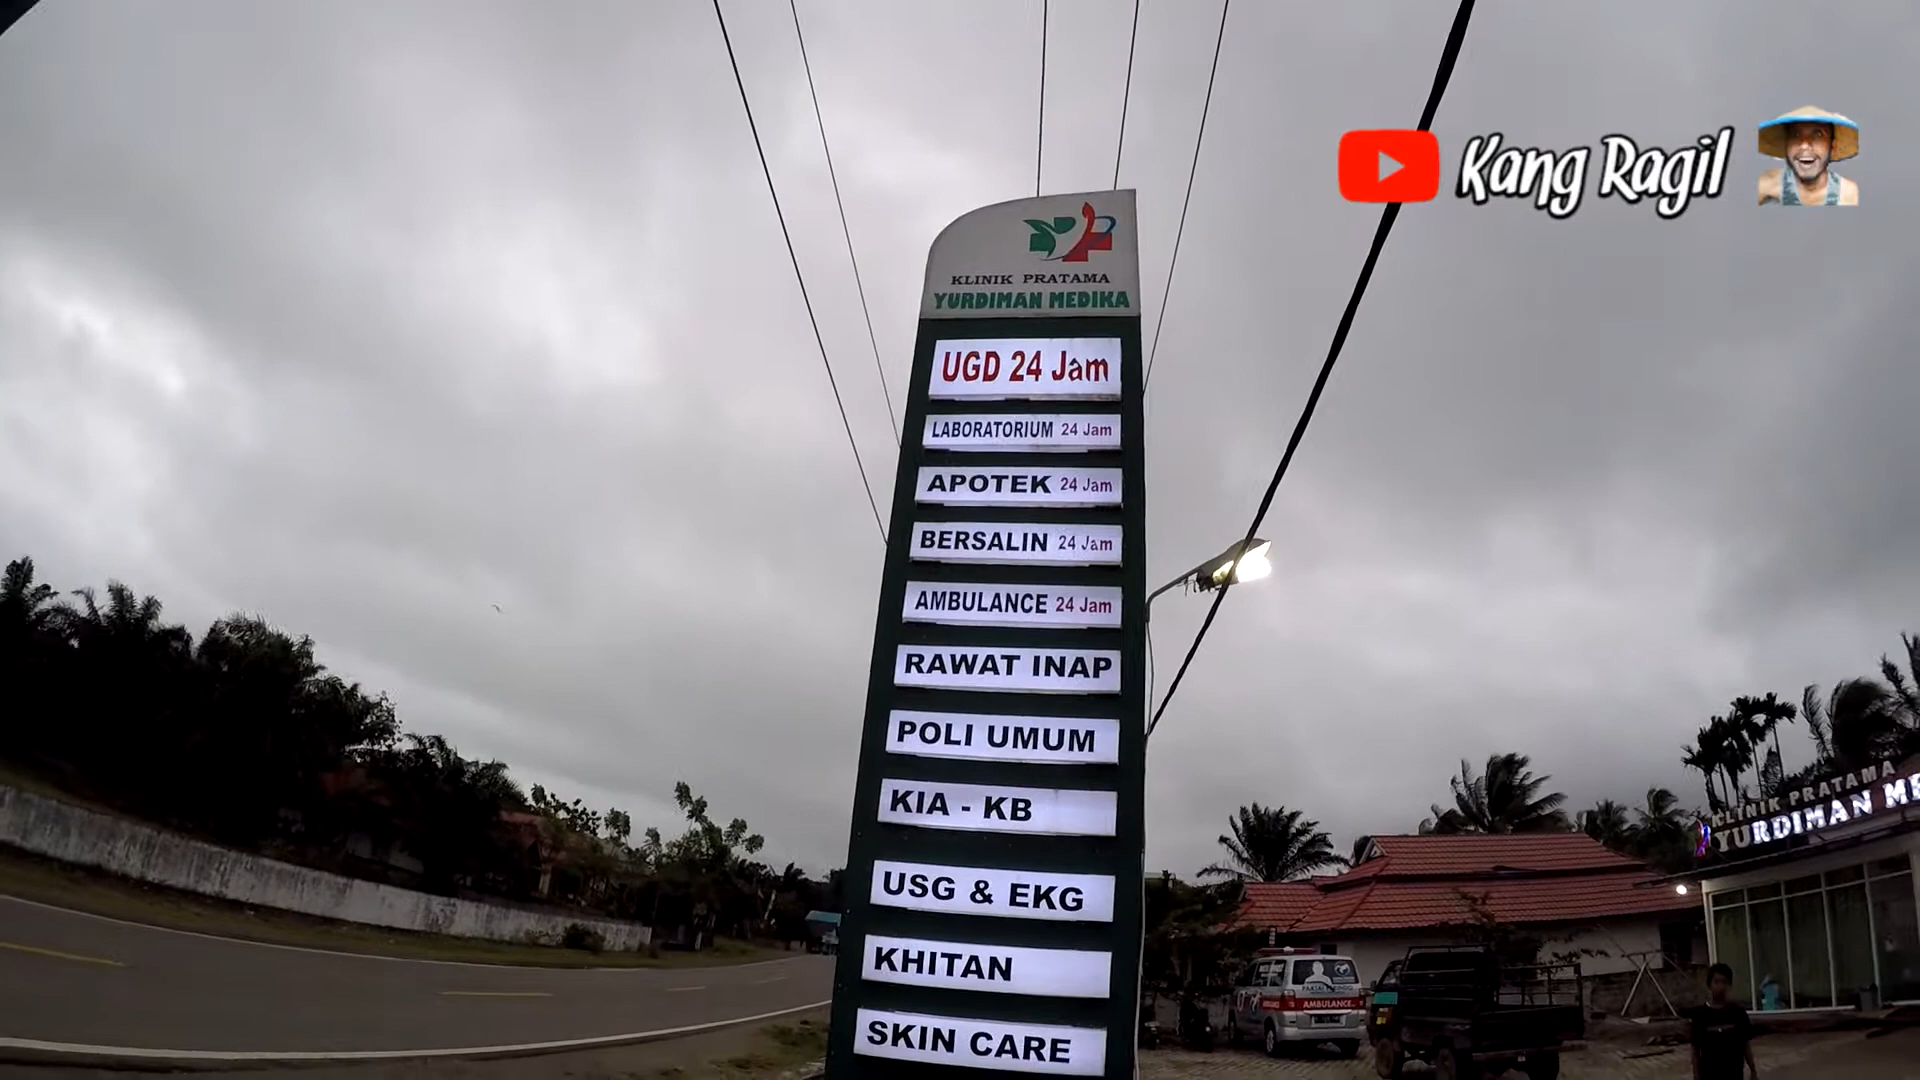 Kang Ragil
KLINIK PRATAMA
YURDIMAN MEDIKA
UGD 24 Jam
LABORATORIUM 24 Jam
APOTEK 24 Jam
BERSALIN 24 Jam
AMBULANCE 24 Jam
RAWAT INAP
POLI UMUM
KIA - KB
USG & EKG
KHITAN
SKIN CARE
KLINIK PRATAMA
YURDIMAN ME
AMBULANCE